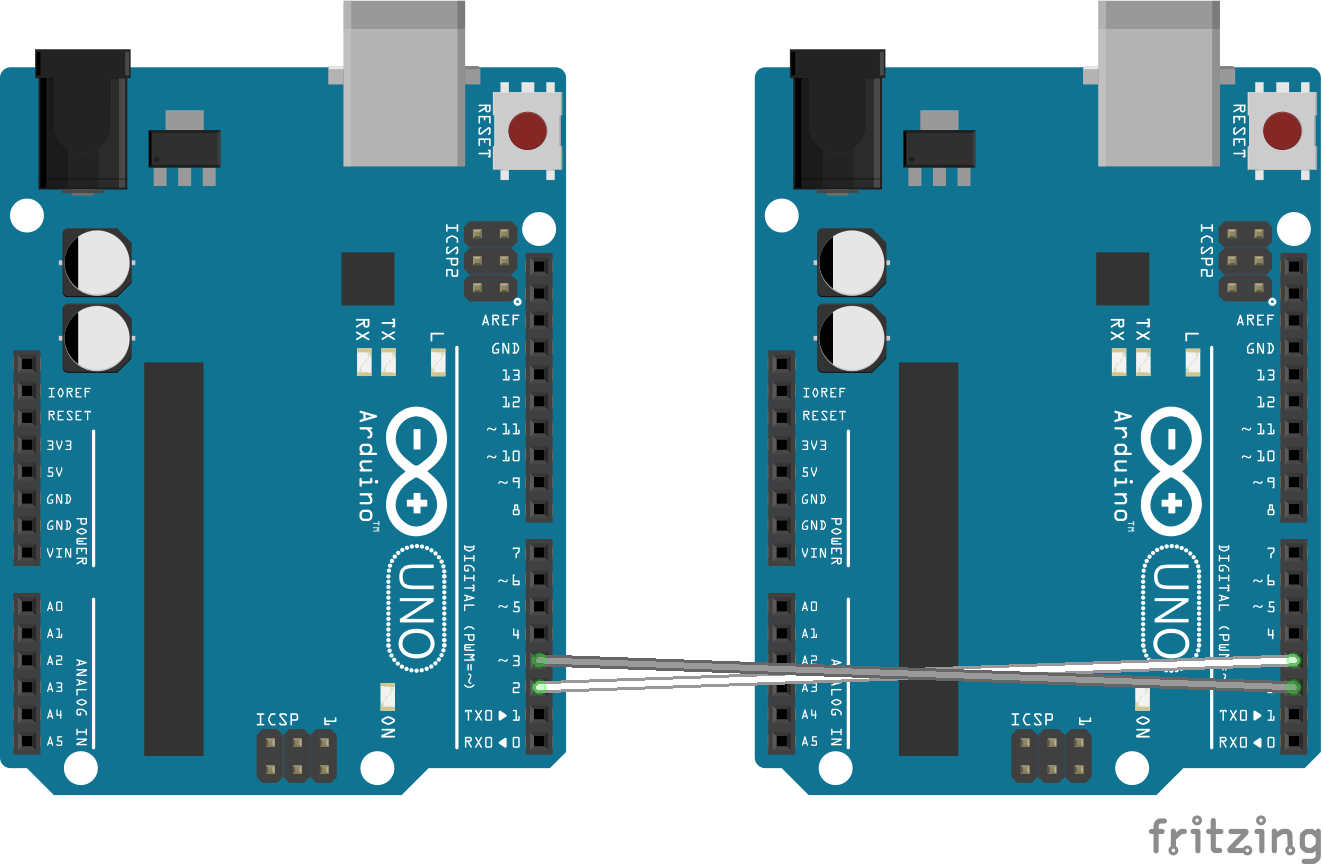 RESET
ICSP2
AREF
GND
13
12
~11
~10
~9
8
RX
TX
L
IOREF
RESET
3V3
5V
GND
GND
VIN
POWER
Arduino™
UNO
DIGITAL (PWM=~)
7
~6
~5
4
~3
2
TX0▶1
RX0◀0
A0
A1
A2
A3
A4
A5
ANALOG IN
ON
ICSP
1
RESET
ICSP2
AREF
GND
13
12
~11
~10
~9
8
RX
TX
L
IOREF
RESET
3V3
5V
GND
GND
VIN
POWER
Arduino™
UNO
7
~6
~5
4
TX0▶1
RX0◀0
A0
A1
A2
A3
A4
A5
ANALOG IN
ON
ICSP
1
fritzing